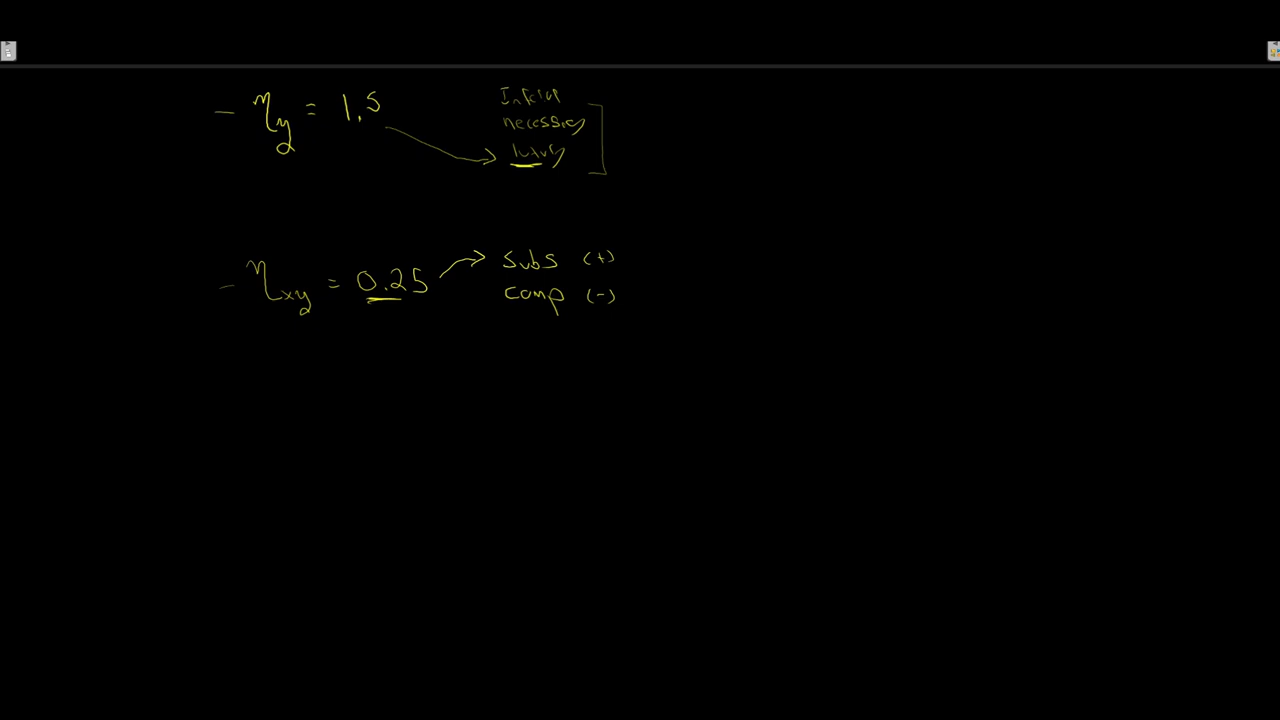 - η_y = 1.5
Inferior
necessary
luxury
- η_xy = 0.25
subs (+)
comp (-)